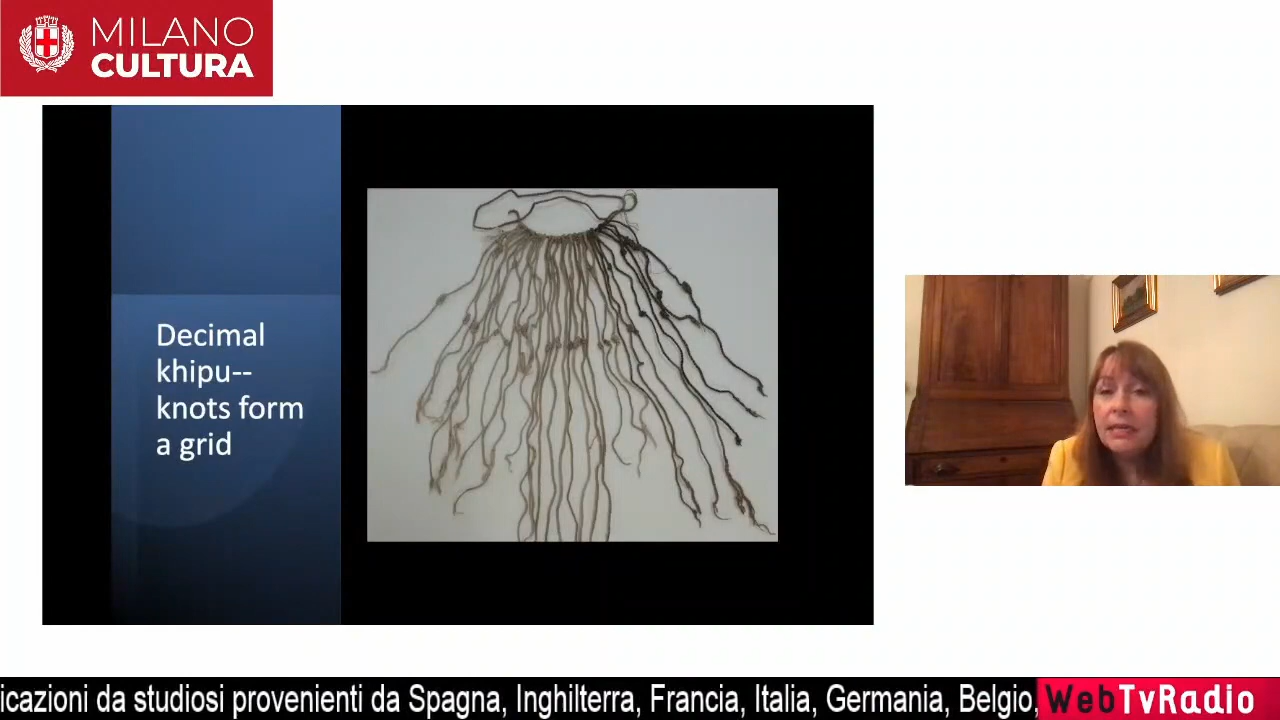 MILANO
CULTURA
Decimal
khipu--
knots form
a grid
icazioni da studiosi provenienti da Spagna, Inghilterra, Francia, Italia, Germania, Belgio,
WebTvRadio